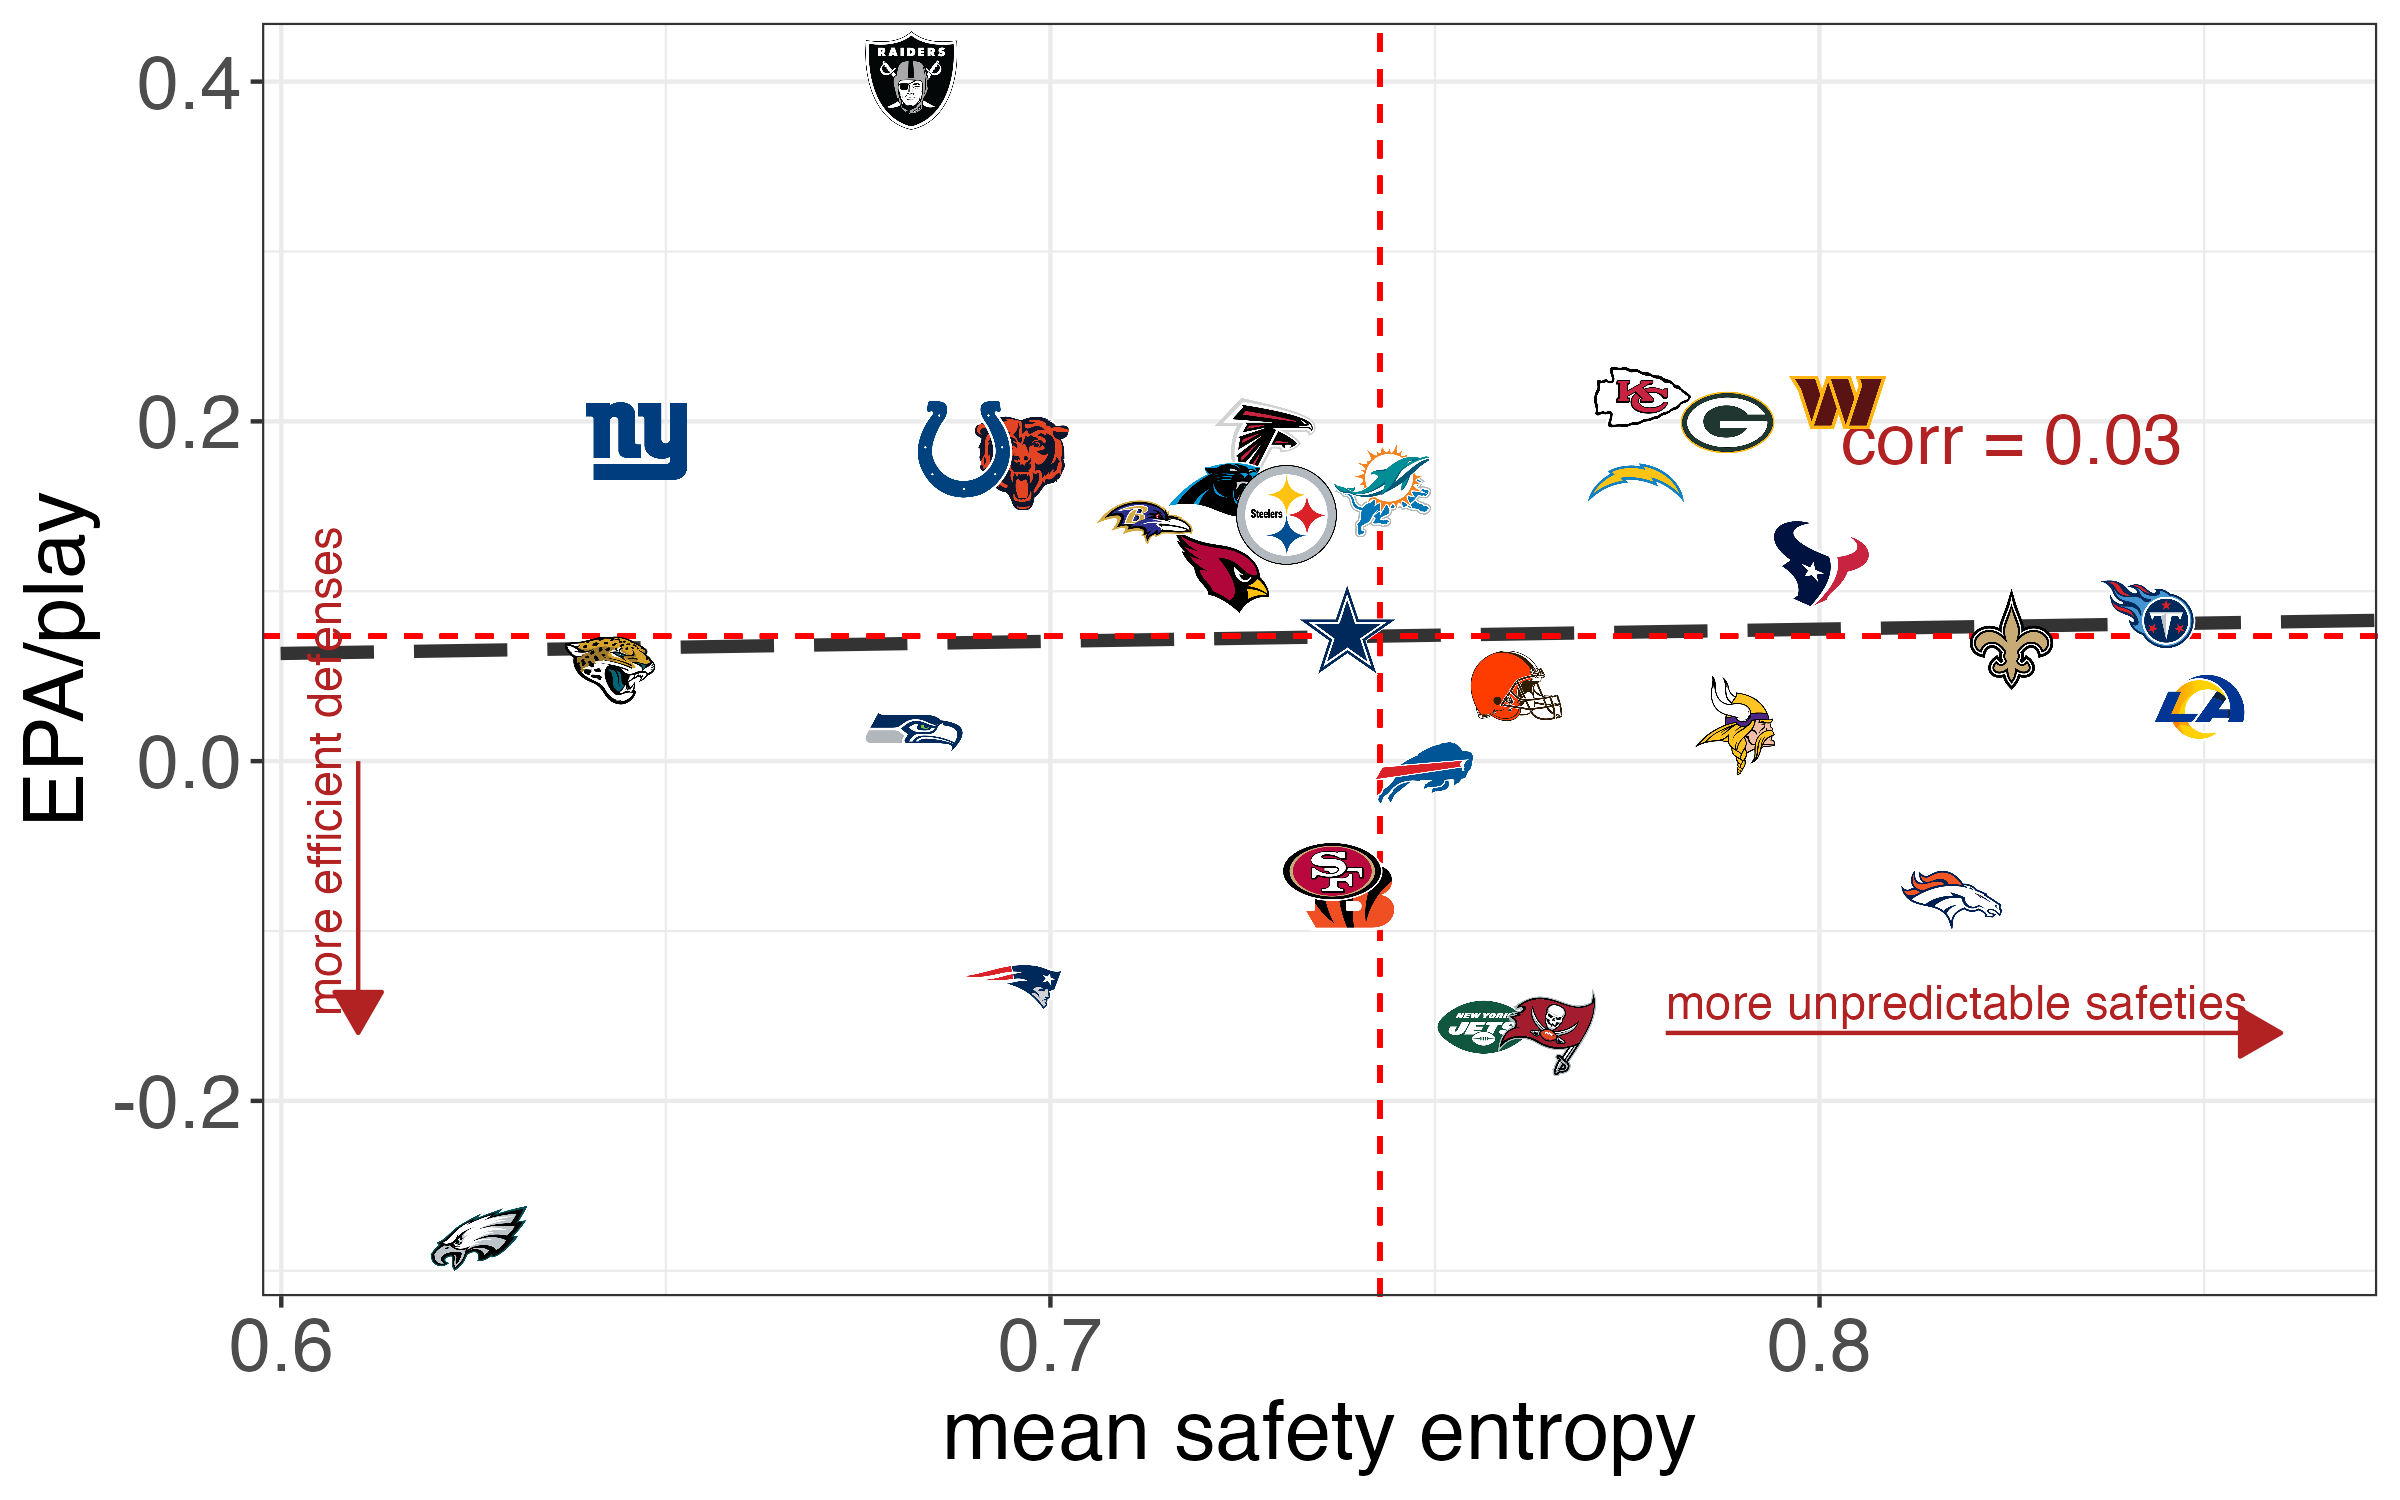 0.4
0.2
0.0
-0.2
EPA/play
0.6
0.7
0.8
mean safety entropy
more efficient defenses
more unpredictable safeties
corr = 0.03
RAIDERS
ny
KC
G
W
B
Steelers
T
LA
SF
B
NEW YORK
JETS